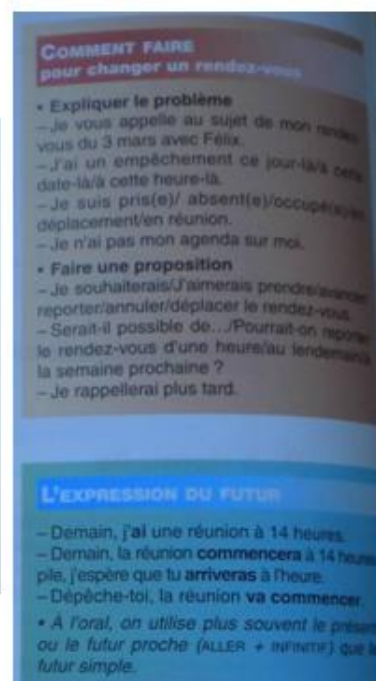 COMMENT FAIRE
pour changer un rendez-vous
• Expliquer le problème
– Je vous appelle au sujet de mon rendez-
vous du 3 mars avec Félix.
– J'ai un empêchement ce jour-là/à cette
date-là/à cette heure-là.
– Je suis pris(e)/ absent(e)/occupé(e)/en
déplacement/en réunion.
– Je n'ai pas mon agenda sur moi.
• Faire une proposition
– Je souhaiterais/J'aimerais prendre/avancer/
reporter/annuler/déplacer le rendez-vous.
– Serait-il possible de.../Pourrait-on reporter
le rendez-vous d'une heure/au lendemain/à
la semaine prochaine ?
– Je rappellerai plus tard.
L'EXPRESSION DU FUTUR
– Demain, j'ai une réunion à 14 heures.
– Demain, la réunion commencera à 14 heures
pile, j'espère que tu arriveras à l'heure.
– Dépêche-toi, la réunion va commencer.
• À l'oral, on utilise plus souvent le présent
ou le futur proche (ALLER + INFINITIF) que le
futur simple.